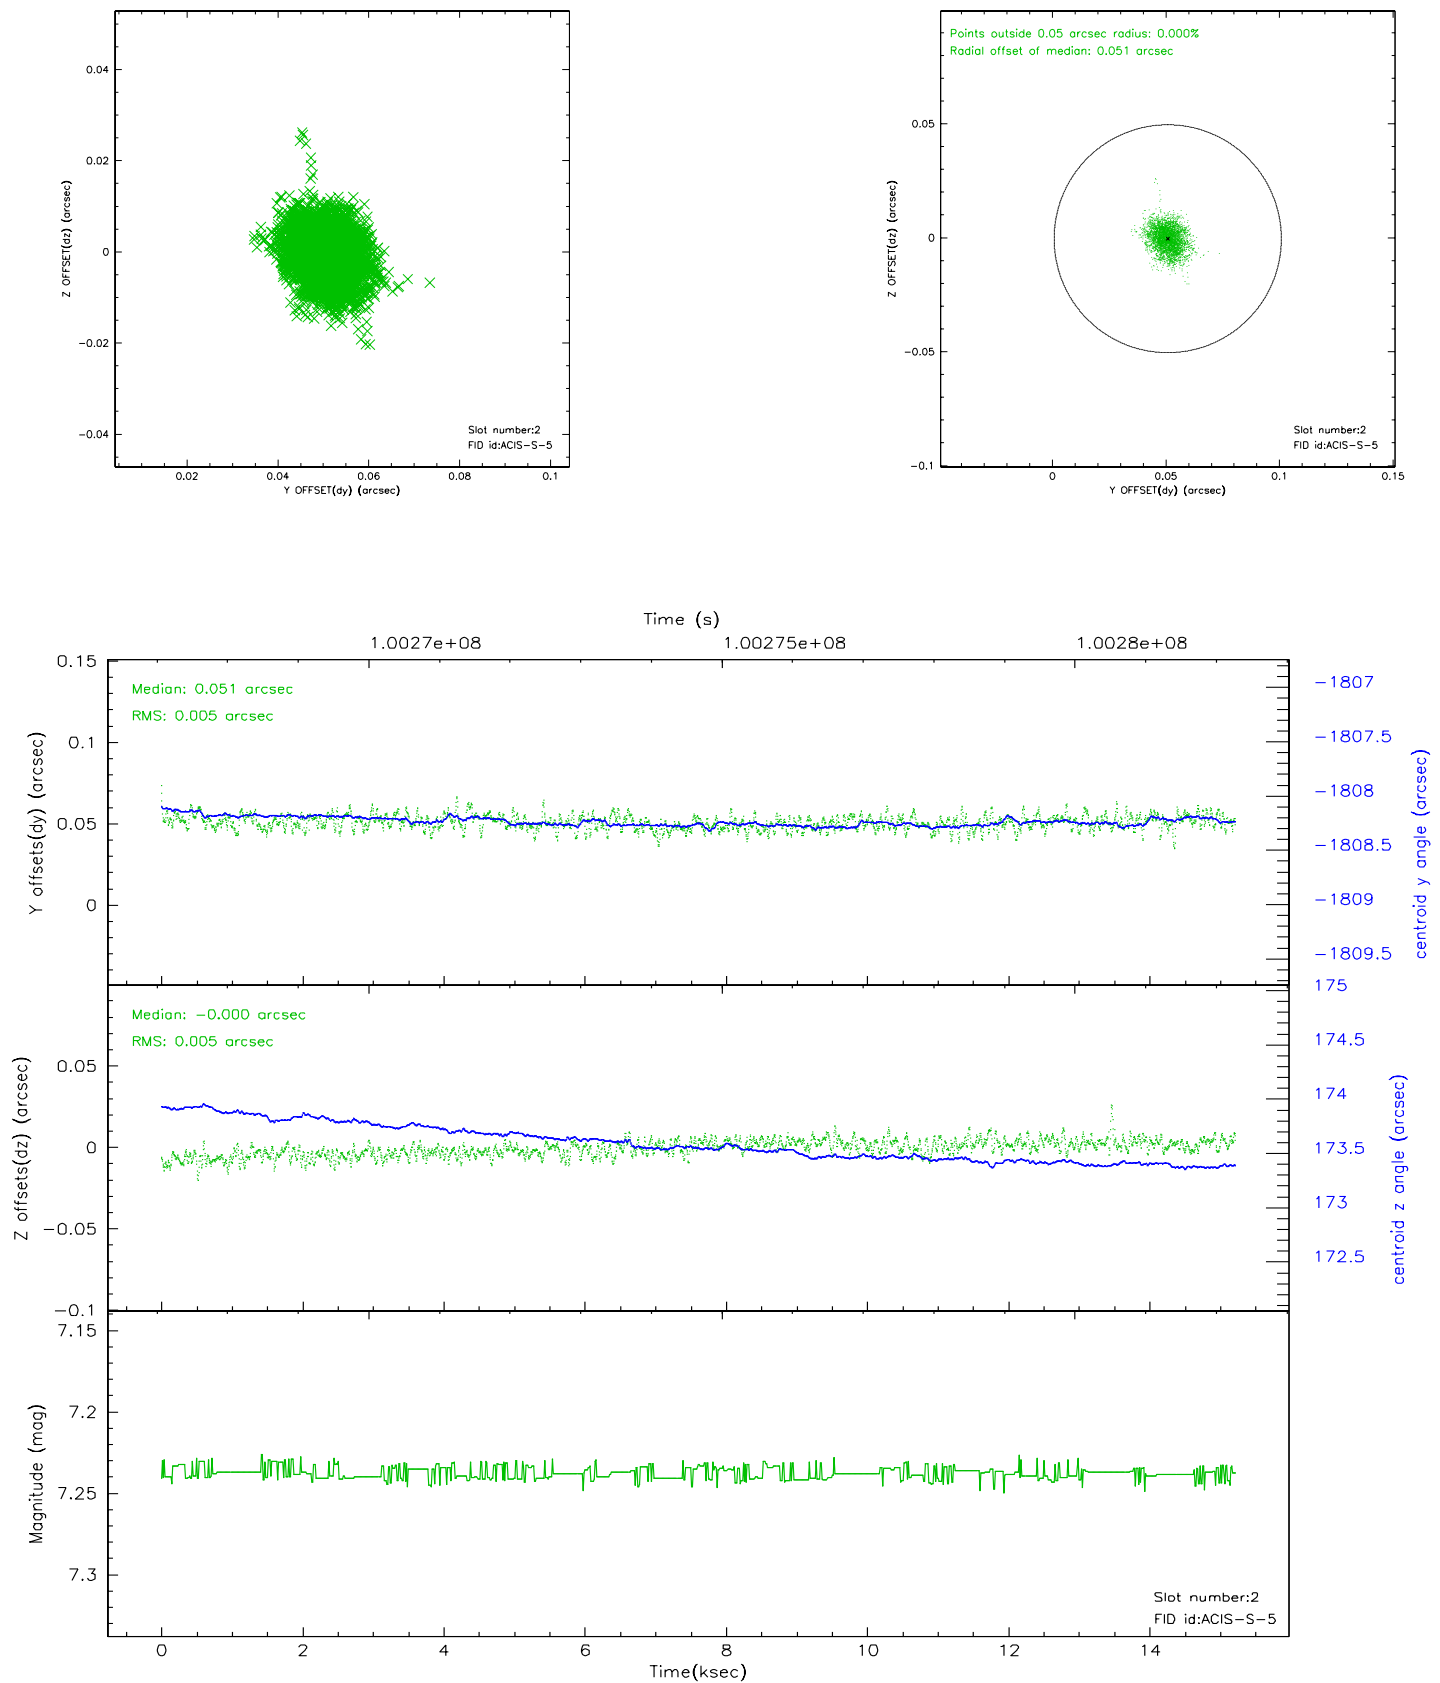 0.04
0.02
0
-0.02
-0.04
Z OFFSET(dz) (arcsec)
Slot number:2
FID id:ACIS-S-5
0.02 0.04 0.06 0.08 0.1
Y OFFSET(dy) (arcsec)
Points outside 0.05 arcsec radius: 0.000%
Radial offset of median: 0.051 arcsec
0.05
0
-0.05
-0.1
Z OFFSET(dz) (arcsec)
Slot number:2
FID id:ACIS-S-5
0 0.05 0.1 0.15
Y OFFSET(dy) (arcsec)
Time (s)
1.0027e+08 1.00275e+08 1.0028e+08
Median: 0.051 arcsec
RMS: 0.005 arcsec
0.15
0.1
0.05
0
Y offsets(dy) (arcsec)
-1807
-1807.5
-1808
-1808.5
-1809
-1809.5
centroid y angle (arcsec)
Median: -0.000 arcsec
RMS: 0.005 arcsec
0.05
0
-0.05
-0.1
Z offsets(dz) (arcsec)
175
174.5
174
173.5
173
172.5
centroid z angle (arcsec)
7.15
7.2
7.25
7.3
Magnitude (mag)
Slot number:2
FID id:ACIS-S-5
0 2 4 6 8 10 12 14
Time(ksec)